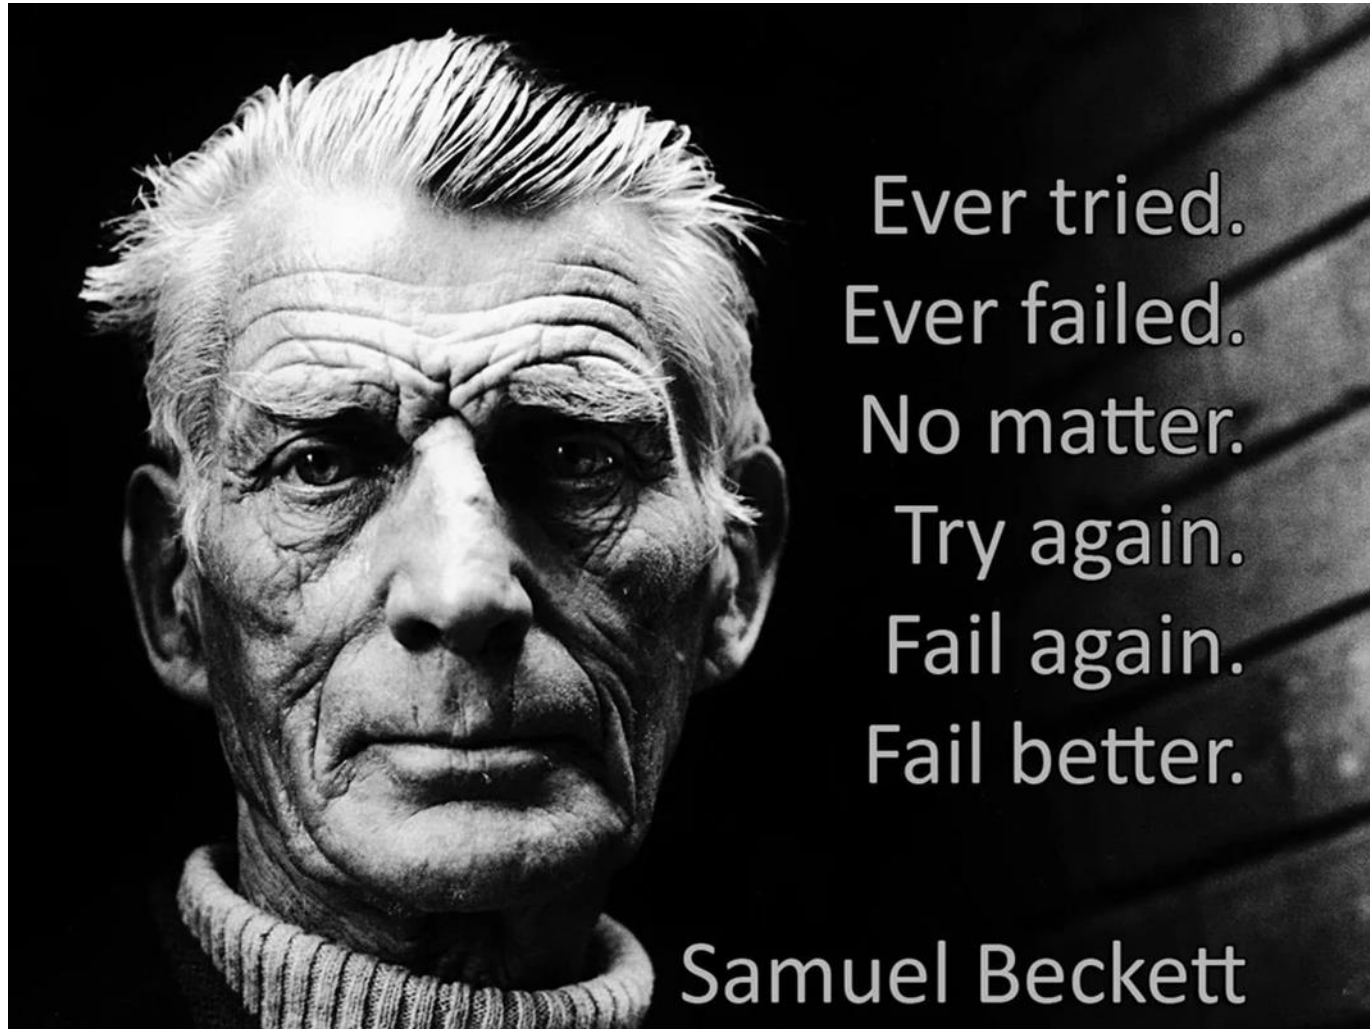 Ever tried.
Ever failed.
No matter.
Try again.
Fail again.
Fail better.
Samuel Beckett